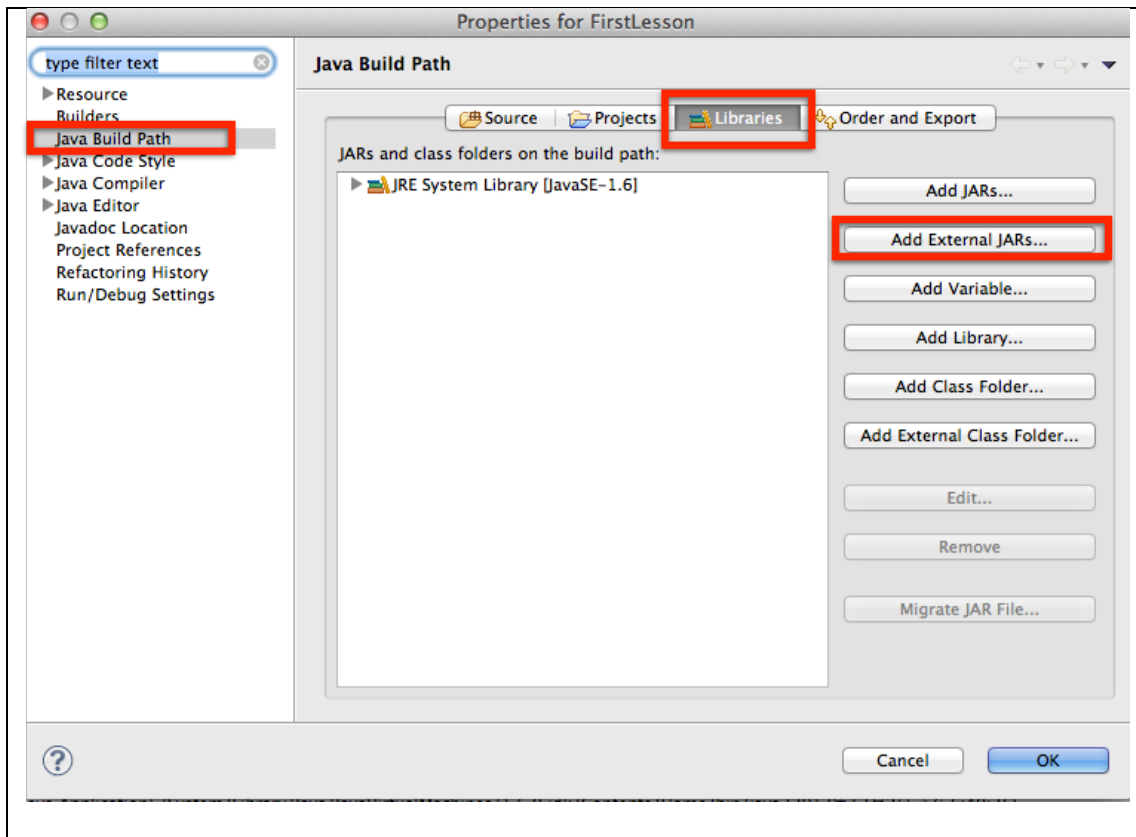 Properties for FirstLesson
type filter text
Resource
Builders
Java Build Path
Java Code Style
Java Compiler
Java Editor
Javadoc Location
Project References
Refactoring History
Run/Debug Settings
Java Build Path
Source
Projects
Libraries
Order and Export
JARs and class folders on the build path:
JRE System Library [JavaSE-1.6]
Add JARs...
Add External JARs...
Add Variable...
Add Library...
Add Class Folder...
Add External Class Folder...
Edit...
Remove
Migrate JAR File...
?
Cancel
OK